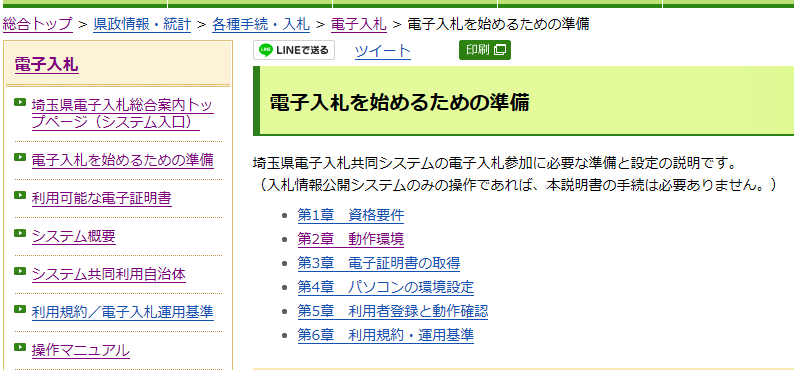 総合トップ > 県政情報・統計 > 各種手続・入札 > 電子入札 > 電子入札を始めるための準備
電子入札
埼玉県電子入札総合案内トッ
プページ（システム入口）
電子入札を始めるための準備
利用可能な電子証明書
システム概要
システム共同利用自治体
利用規約／電子入札運用基準
操作マニュアル
LINE LINEで送る
ツイート
印刷
電子入札を始めるための準備
埼玉県電子入札共同システムの電子入札参加に必要な準備と設定の説明です。
（入札情報公開システムのみの操作であれば、本説明書の手続は必要ありません。）
第1章　資格要件
第2章　動作環境
第3章　電子証明書の取得
第4章　パソコンの環境設定
第5章　利用者登録と動作確認
第6章　利用規約・運用基準